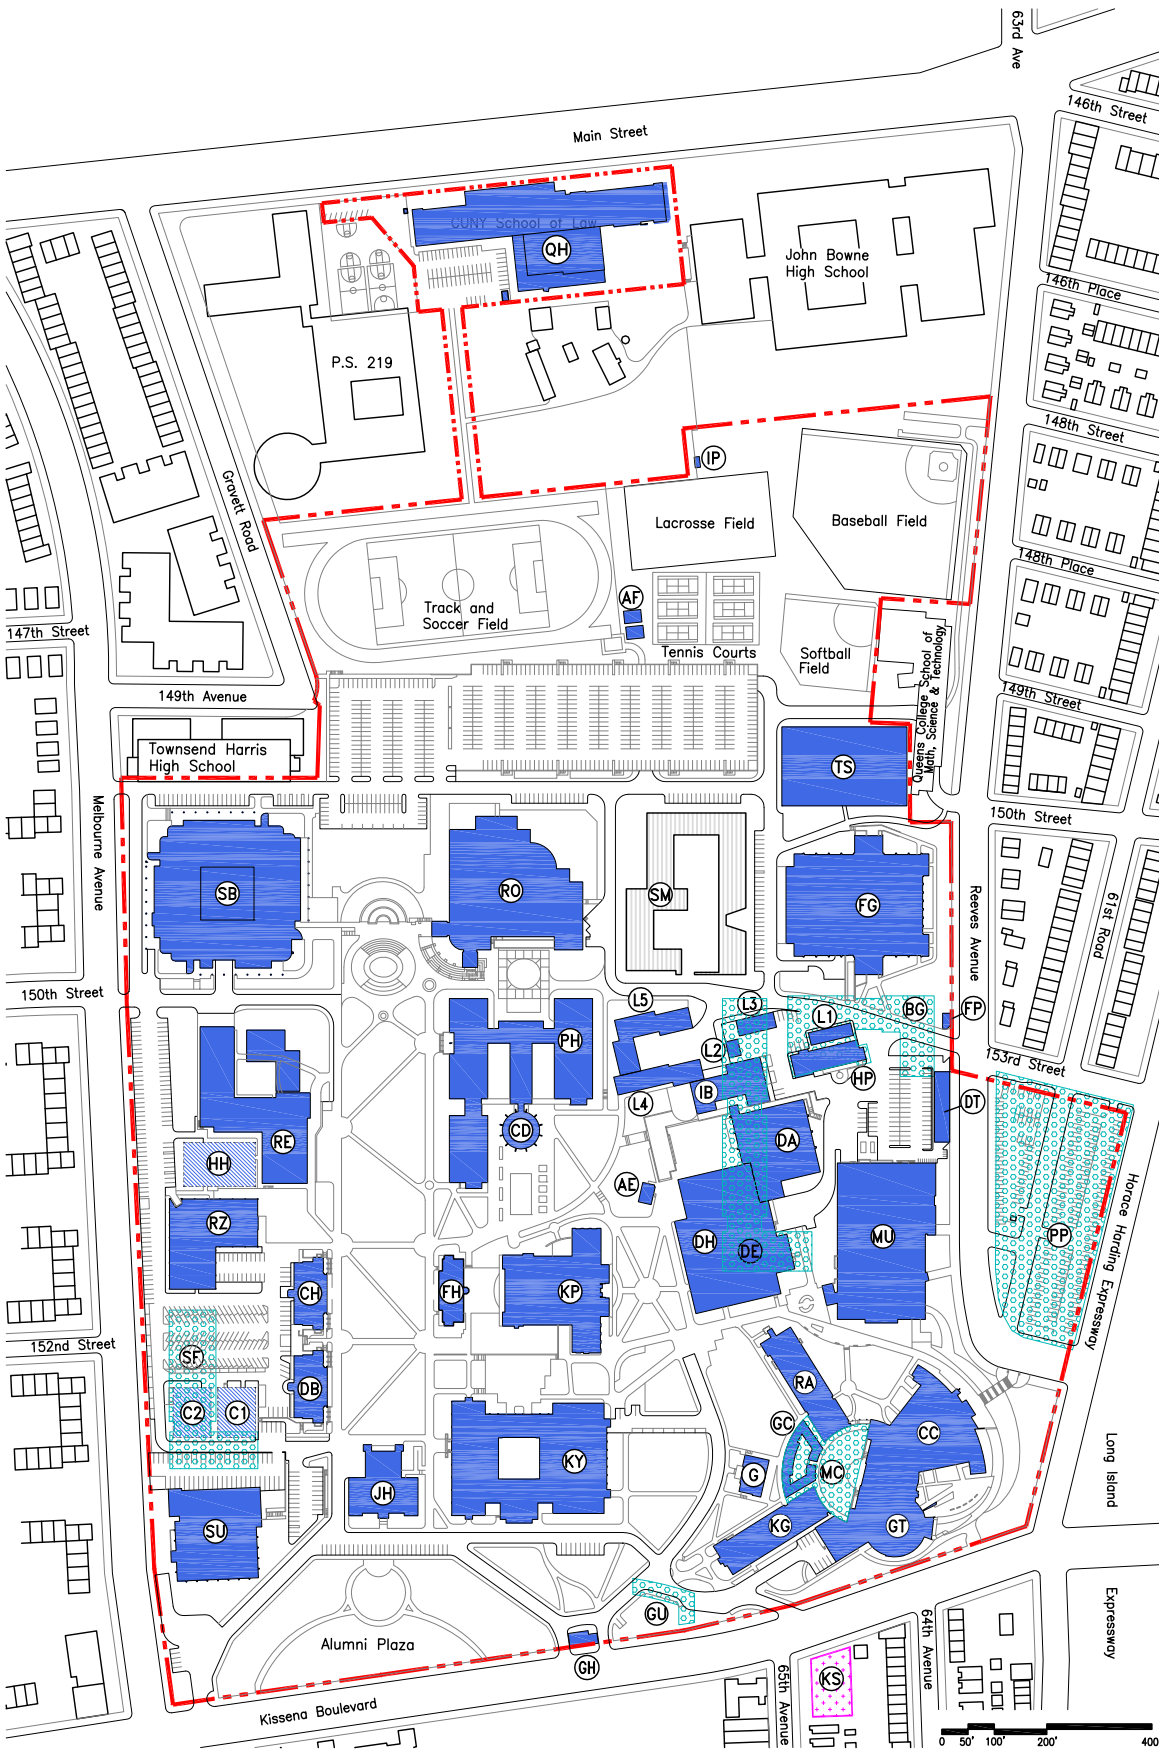 63rd Ave
146th Street
Main Street
CUNY School of Law
QH
John Bowne
High School
146th Place
P.S. 219
148th Street
IP
Gravett Road
Lacrosse Field
Baseball Field
148th Place
AF
Track and
Soccer Field
147th Street
Tennis Courts
Softball
Field
Queens College School of
Math, Science & Technology
149th Avenue
149th Street
Townsend Harris
High School
TS
Melbourne Avenue
150th Street
SB
RO
SM
FG
Reeves Avenue
61st Road
150th Street
L5
L3
L1
BG
FP
PH
L2
153rd Street
HP
IB
L4
DT
CD
DA
RE
HH
AE
RZ
DH
DE
MU
PP
Horace Harding Expressway
CH
FH
KP
152nd Street
SF
DB
RA
C2
C1
GC
CC
KY
MC
G
Long Island
JH
SU
KG
GT
GU
Expressway
Alumni Plaza
GH
64th Avenue
65th Avenue
KS
Kissena Boulevard
0 50' 100' 200' 400